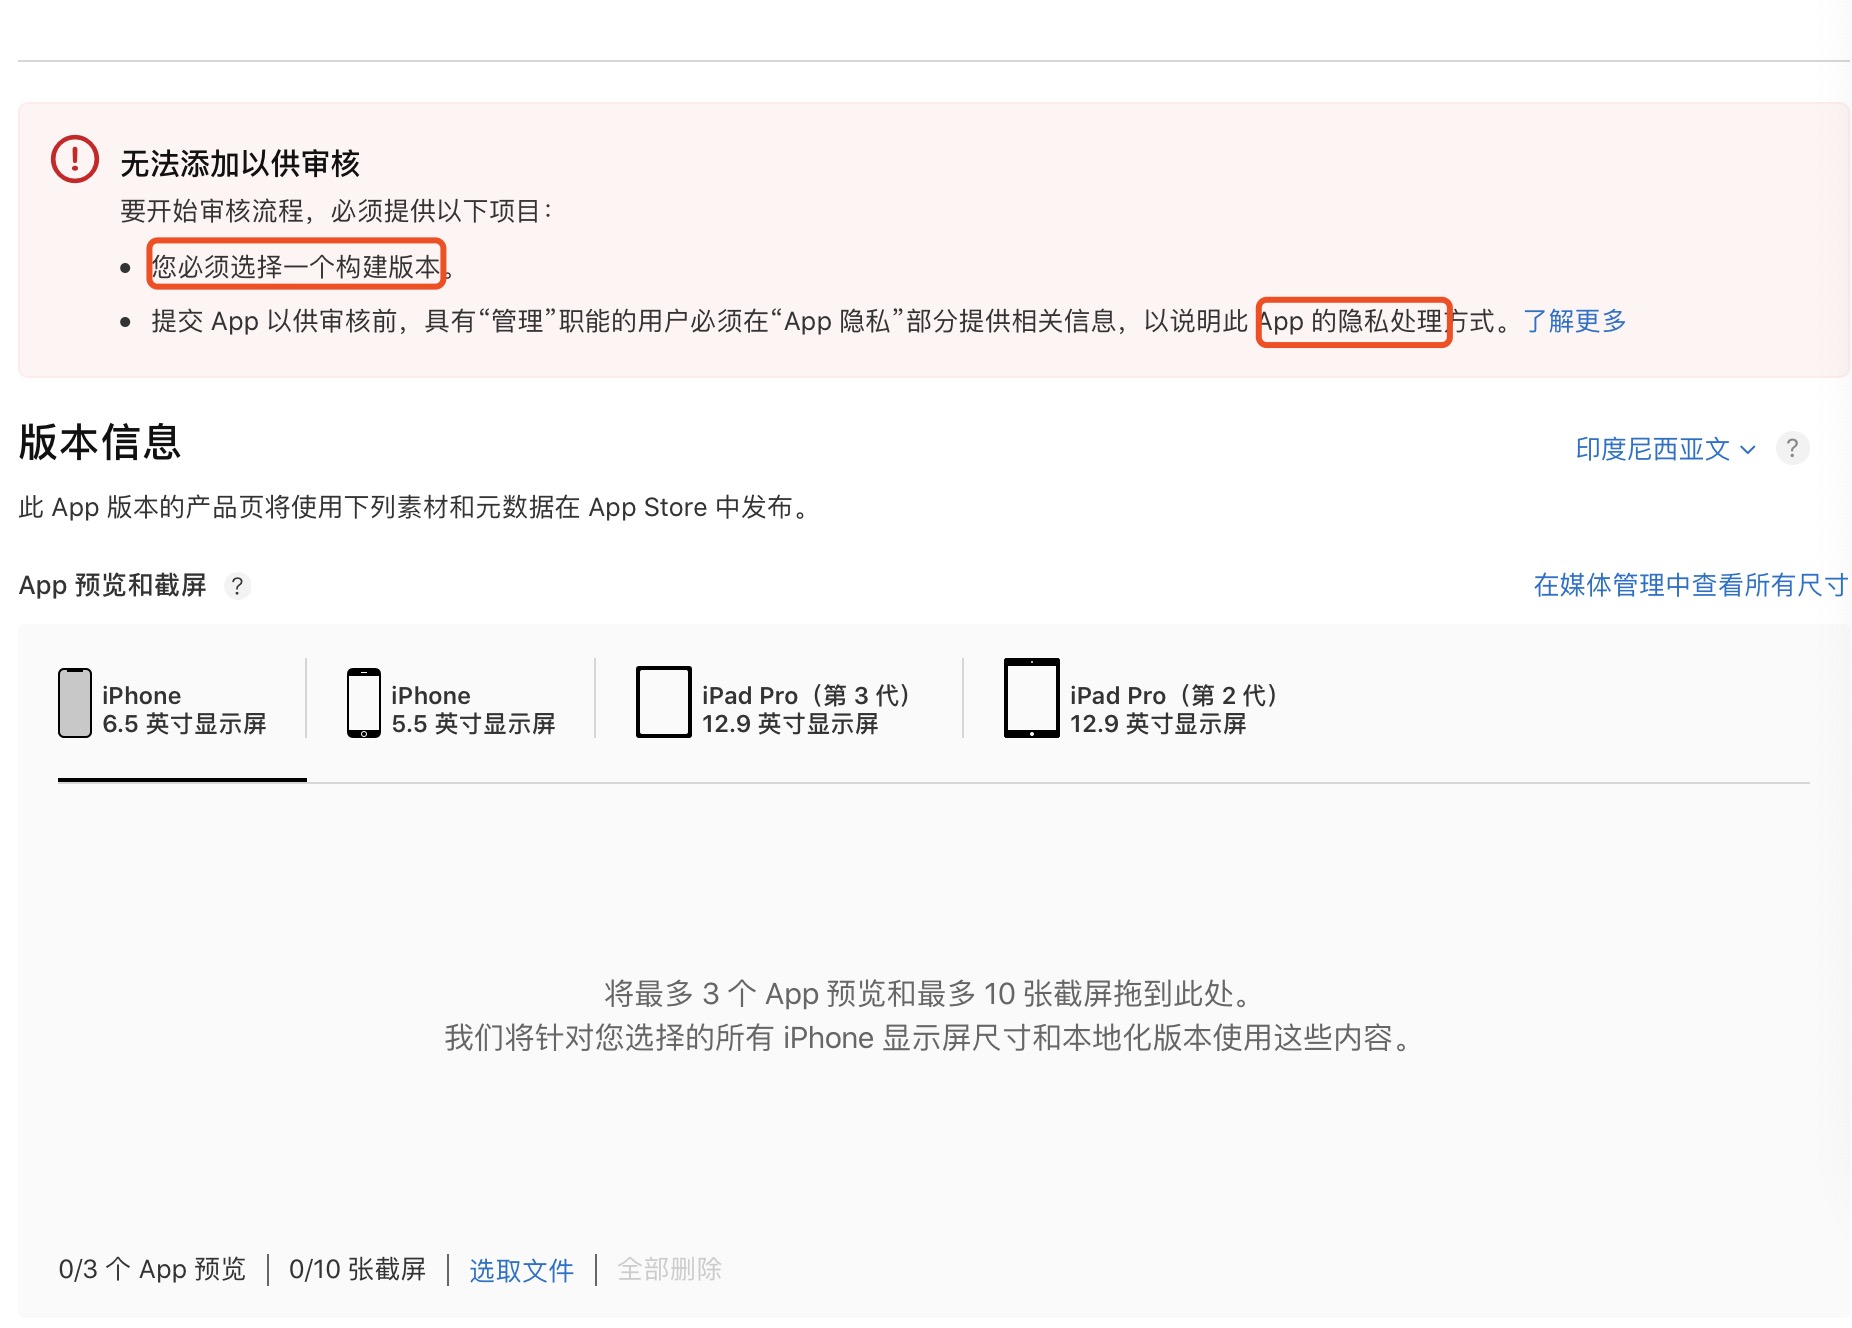 无法添加以供审核
要开始审核流程，必须提供以下项目：
• 您必须选择一个构建版本。
• 提交 App 以供审核前，具有“管理”职能的用户必须在“App 隐私”部分提供相关信息，以说明此 App 的隐私处理方式。了解更多
版本信息
印度尼西亚文 ?
此 App 版本的产品页将使用下列素材和元数据在 App Store 中发布。
App 预览和截屏 ?
在媒体管理中查看所有尺寸
iPhone
6.5 英寸显示屏
iPhone
5.5 英寸显示屏
iPad Pro（第 3 代）
12.9 英寸显示屏
iPad Pro（第 2 代）
12.9 英寸显示屏
将最多 3 个 App 预览和最多 10 张截屏拖到此处。
我们将针对您选择的所有 iPhone 显示屏尺寸和本地化版本使用这些内容。
0/3 个 App 预览 | 0/10 张截屏 | 选取文件 | 全部删除